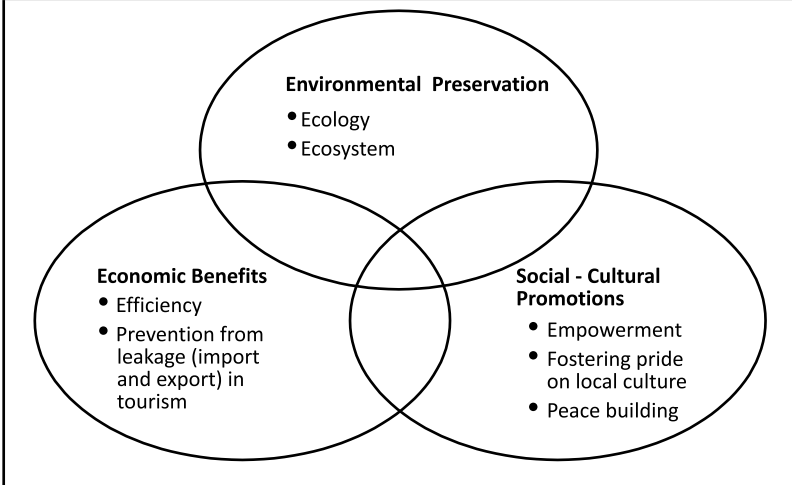 Environmental Preservation
• Ecology
• Ecosystem
Economic Benefits
• Efficiency
• Prevention from
leakage (import
and export) in
tourism
Social - Cultural
Promotions
• Empowerment
• Fostering pride
on local culture
• Peace building